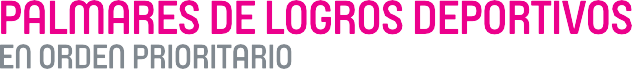 PALMARES DE LOGROS DEPORTIVOS
EN ORDEN PRIORITARIO